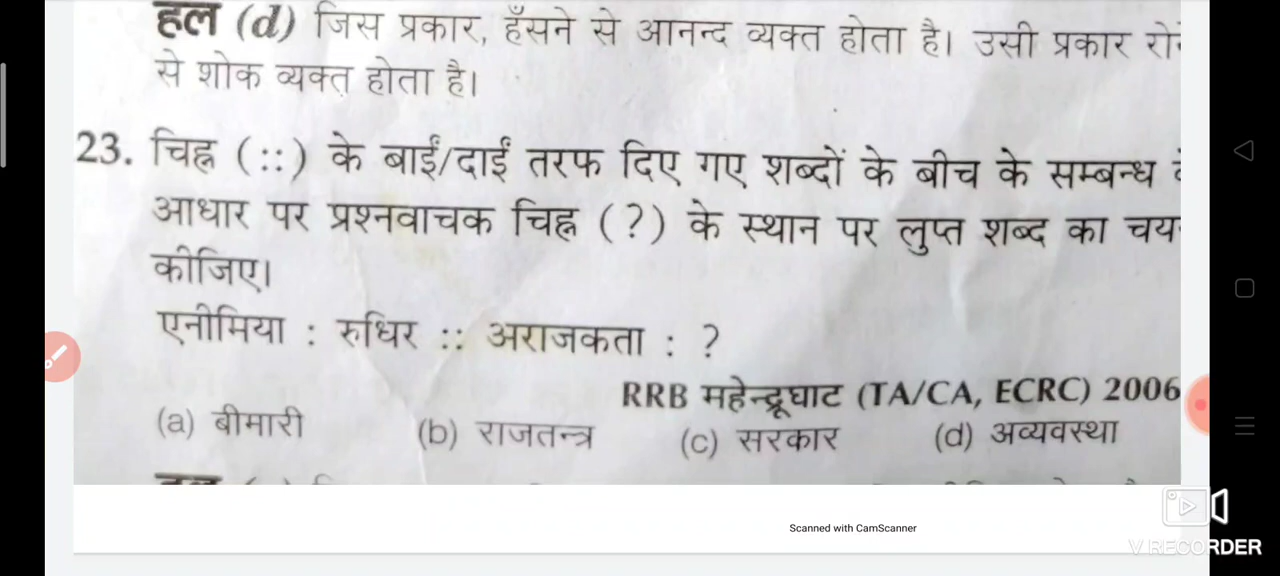 हल (d) जिस प्रकार, हँसने से आनन्द व्यक्त होता है। उसी प्रकार
से शोक व्यक्त होता है।
23. चिह्न (::) के बाईं/दाईं तरफ दिए गए शब्दों के बीच के सम्बन्ध
आधार पर प्रश्नवाचक चिह्न (?) के स्थान पर लुप्त शब्द का
कीजिए।
एनीमिया : रुधिर :: अराजकता : ?
RRB महेन्द्रूघाट (TA/CA, ECRC) 2006
(a) बीमारी (b) राजतन्त्र (c) सरकार (d) अव्यवस्था
Scanned with CamScanner
V RECORDER